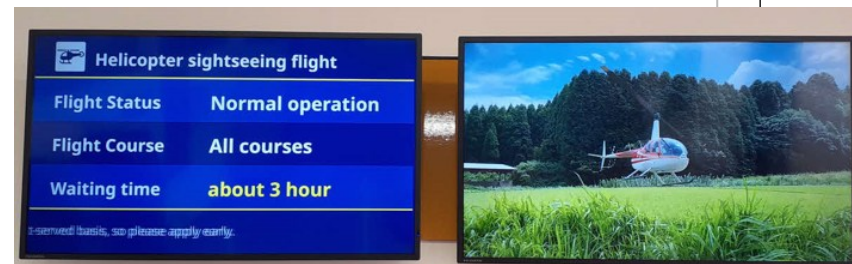 Helicopter sightseeing flight
Flight Status Normal operation
Flight Course All courses
Waiting time about 3 hour
t-served basis, so please apply early.